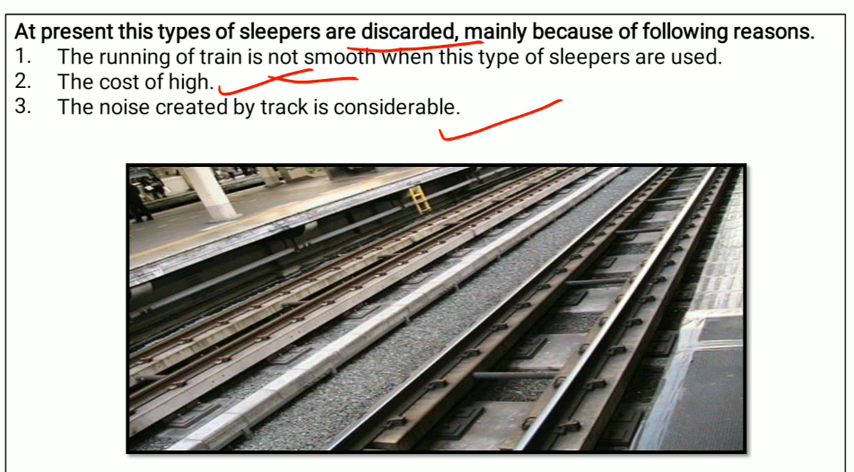 At present this types of sleepers are discarded, mainly because of following reasons.
1. The running of train is not smooth when this type of sleepers are used.
2. The cost of high.
3. The noise created by track is considerable.